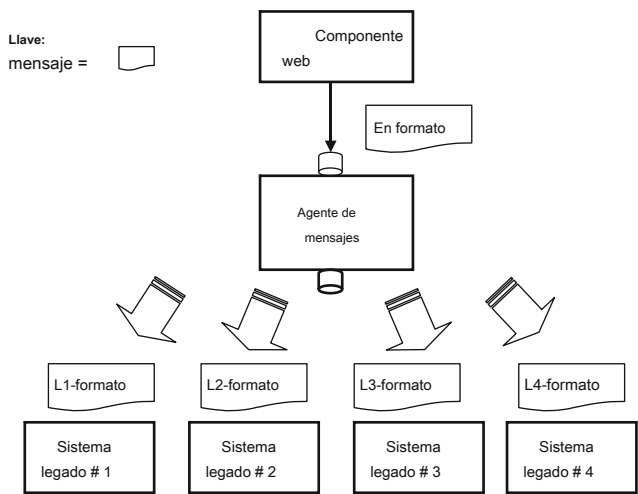 Llave:
mensaje =
Componente
web
En formato
Agente de
mensajes
L1-formato
L2-formato
L3-formato
L4-formato
Sistema
legado # 1
Sistema
legado # 2
Sistema
legado # 3
Sistema
legado # 4